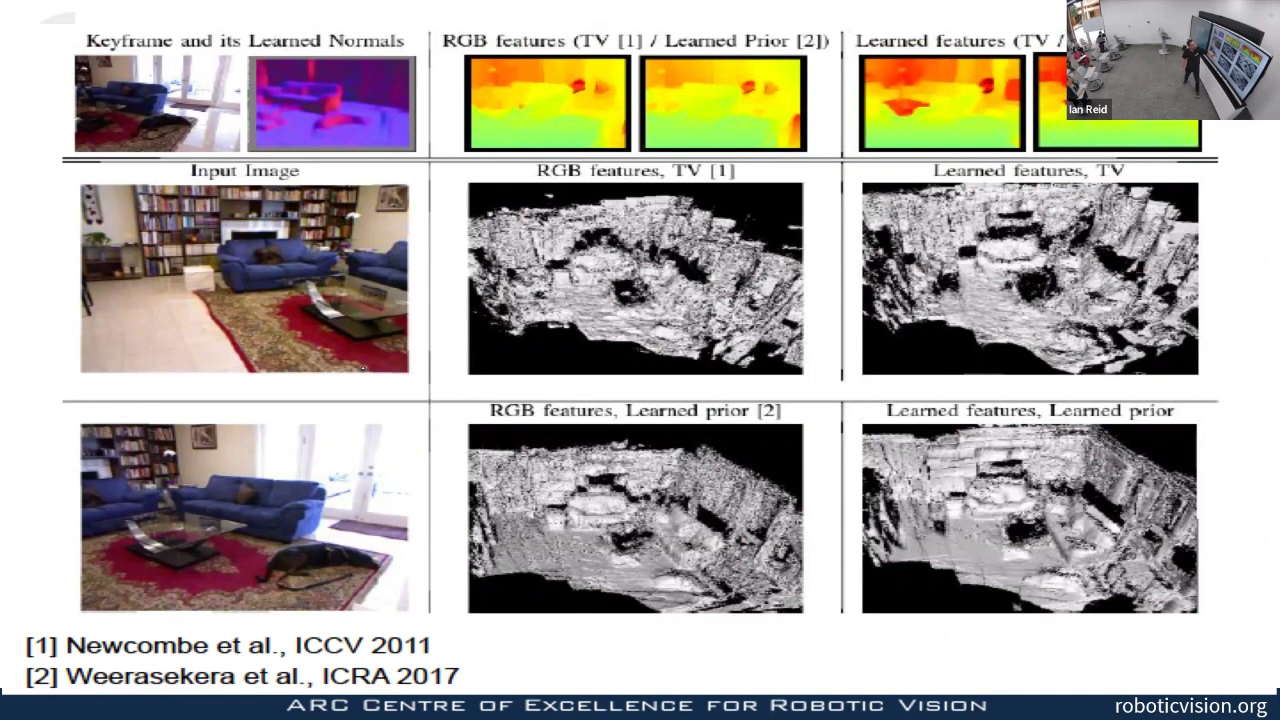 Keyframe and its Learned Normals
RGB features (TV [1] / Learned Prior [2])
Learned features (TV /
Ian Reid
Input Image
RGB features, TV [1]
Learned features, TV
RGB features, Learned prior [2]
Learned features, Learned prior
[1] Newcombe et al., ICCV 2011
[2] Weerasekera et al., ICRA 2017
ARC Centre of Excellence for Robotic Vision
roboticvision.org